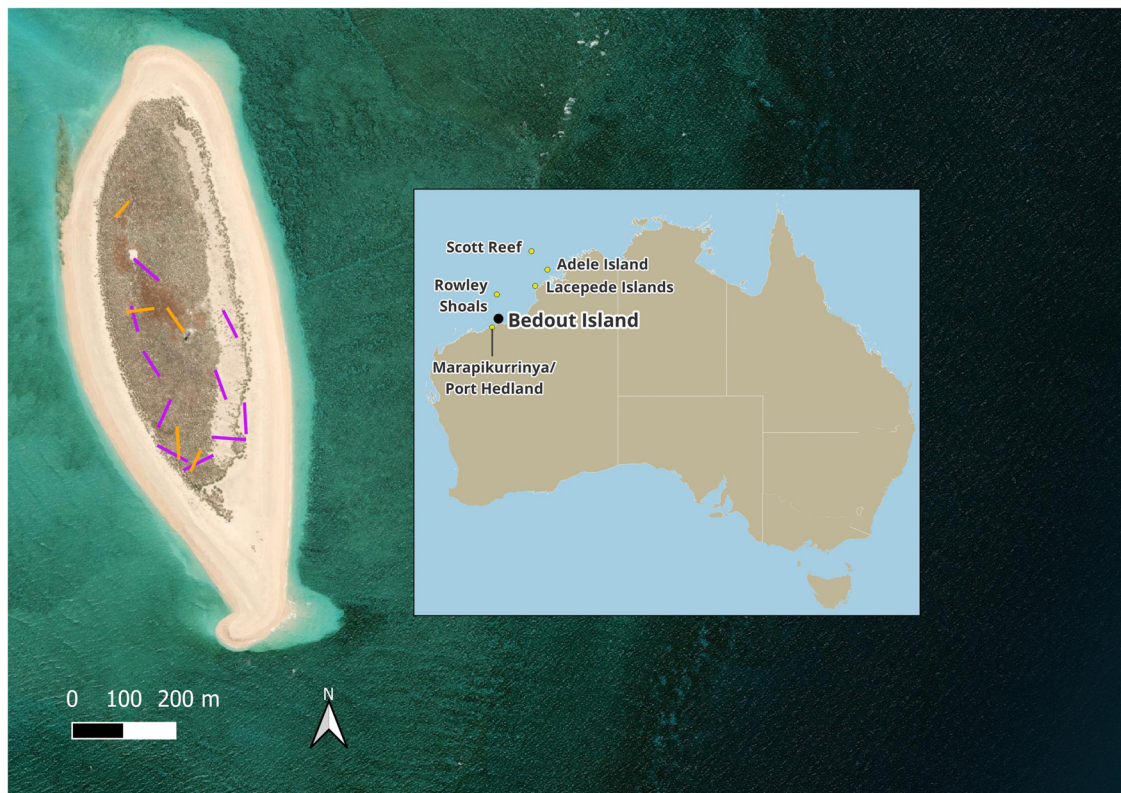 Scott Reef
Adele Island
Rowley
Shoals
Lacepede Islands
Bedout Island
Marapikurrinya/
Port Hedland
0 100 200 m
N